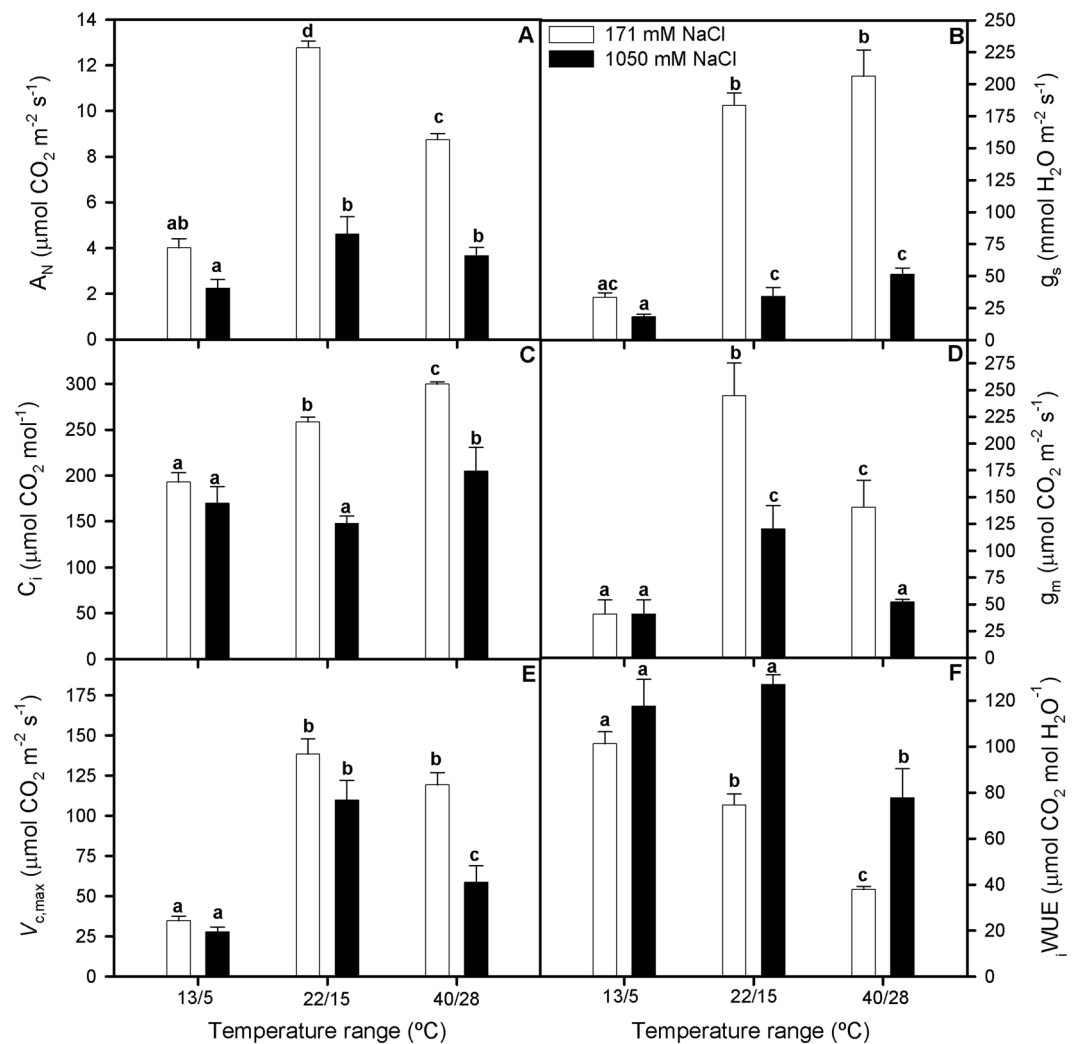 A
A_N (μmol CO2 m-2 s-1)
14
12
10
8
6
4
2
0
ab
a
d
b
c
b
171 mM NaCl
1050 mM NaCl
B
ac
a
b
c
b
c
250
225
200
175
150
125
100
75
50
25
0
g_s (mmol H2O m-2 s-1)
C
C_i (μmol CO2 mol-1)
300
250
200
150
100
50
0
a
a
b
a
c
b
D
a
a
b
c
c
a
275
250
225
200
175
150
125
100
75
50
25
0
g_m (μmol CO2 m-2 s-1)
E
V_c,max (μmol CO2 m-2 s-1)
175
150
125
100
75
50
25
0
a
a
b
b
b
c
13/5
22/15
40/28
Temperature range (ºC)
F
a
a
b
a
c
b
120
100
80
60
40
20
0
iWUE (μmol CO2 mol H2O-1)
13/5
22/15
40/28
Temperature range (ºC)